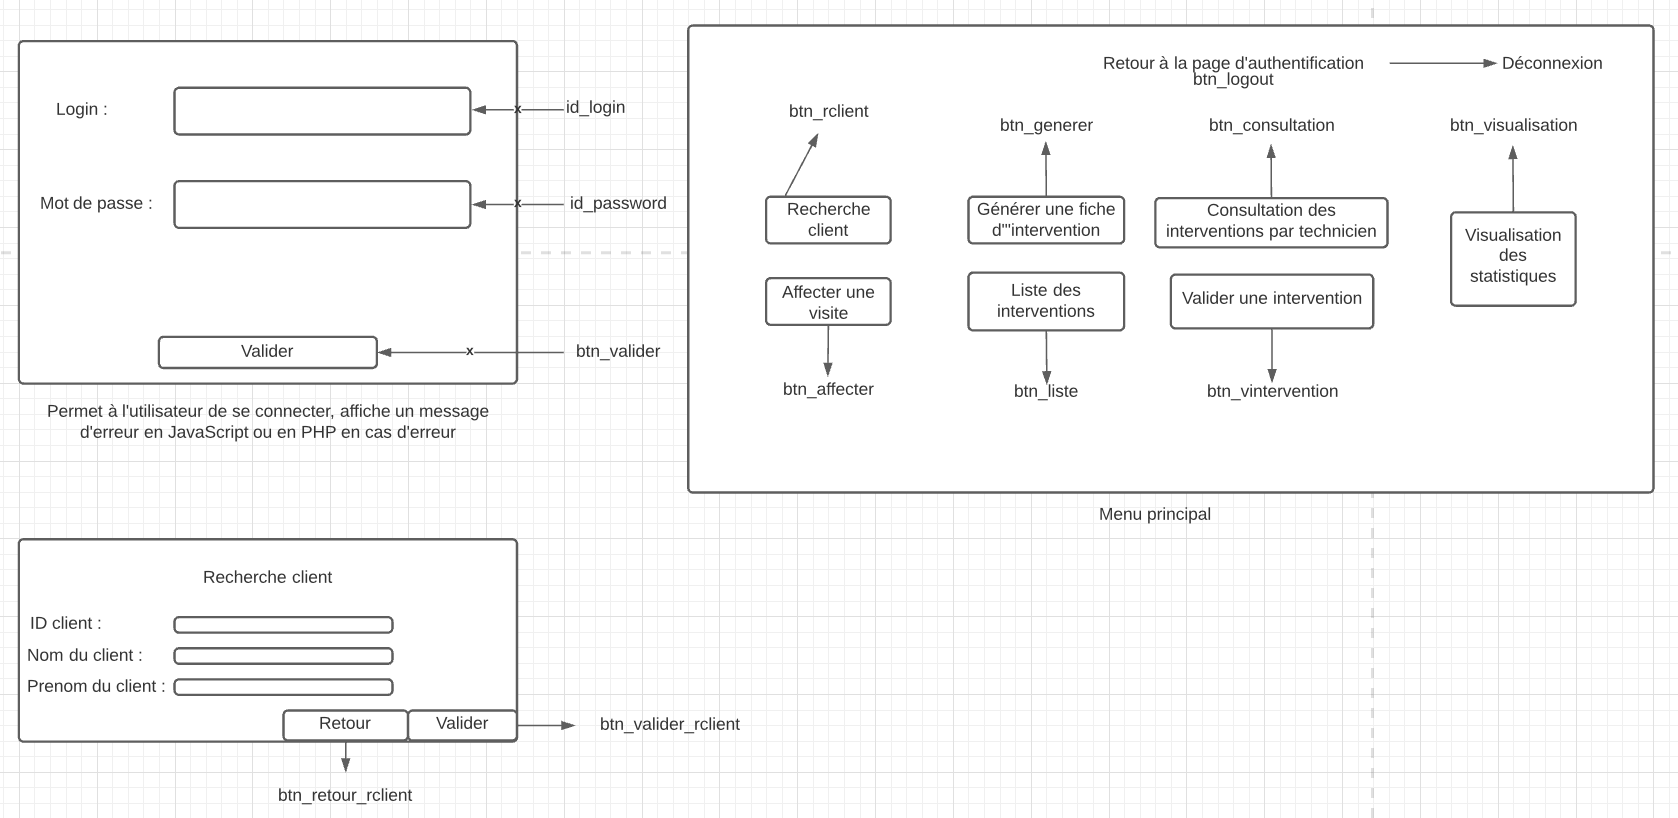 Login :
id_login
Mot de passe :
id_password
Valider
btn_valider
Permet à l'utilisateur de se connecter, affiche un message
d'erreur en JavaScript ou en PHP en cas d'erreur
Retour à la page d'authentification
btn_logout
Déconnexion
btn_rclient
btn_generer
btn_consultation
btn_visualisation
Recherche
client
Générer une fiche
d'"intervention
Consultation des
interventions par technicien
Visualisation
des
statistiques
Affecter une
visite
Liste des
interventions
Valider une intervention
btn_affecter
btn_liste
btn_vintervention
Menu principal
Recherche client
ID client :
Nom du client :
Prenom du client :
Retour
Valider
btn_valider_rclient
btn_retour_rclient